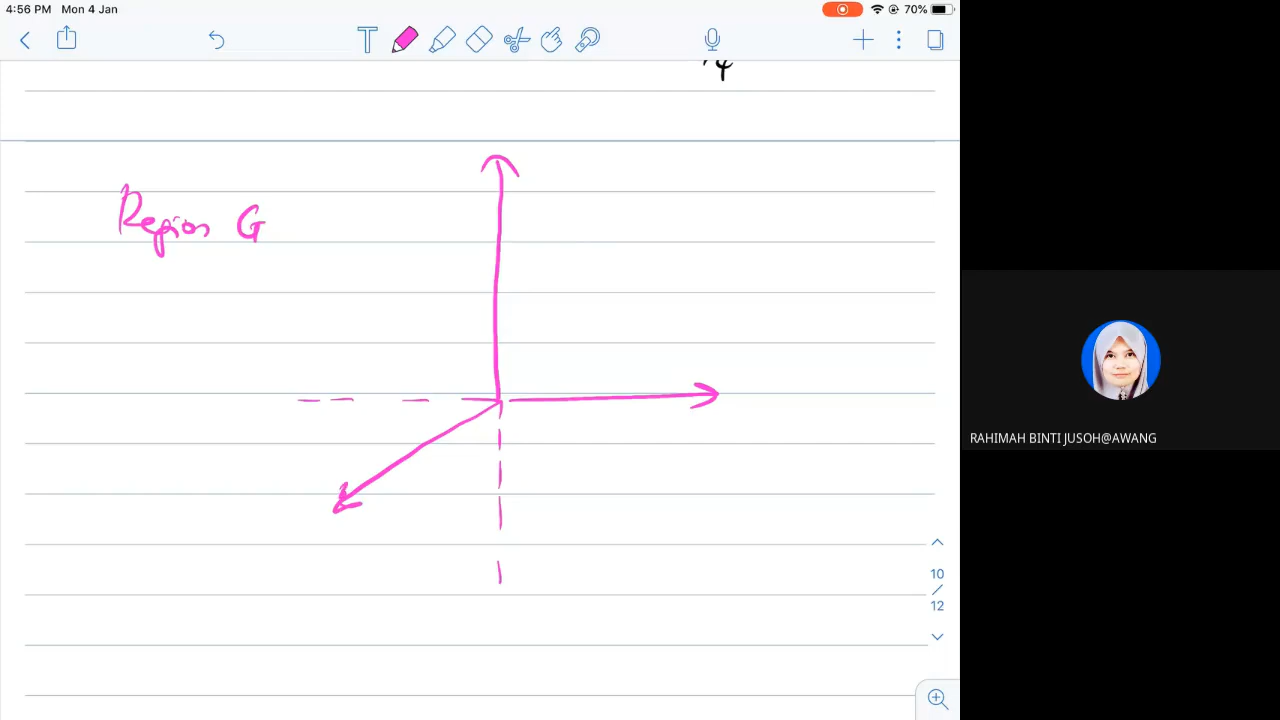 4:56 PM Mon 4 Jan
70%
T
Region G
10
12
RAHIMAH BINTI JUSOH@AWANG